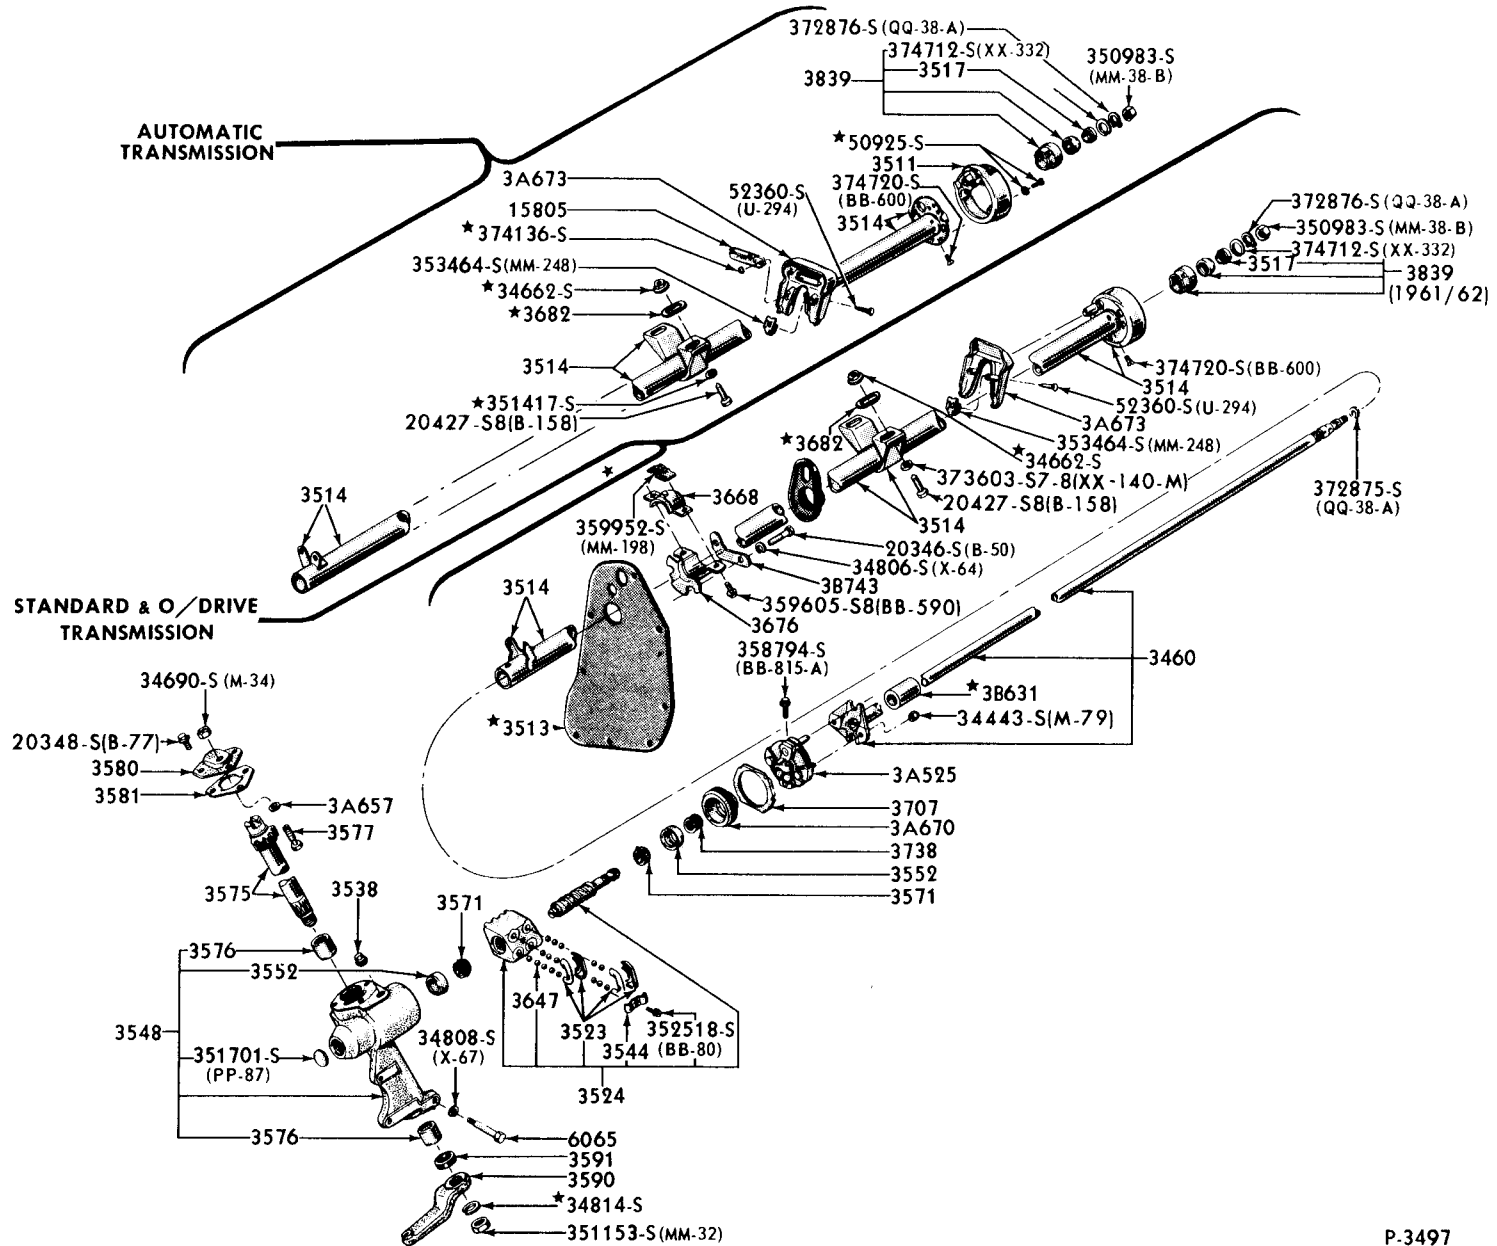 372876-S (QQ-38-A)
374712-S (XX-332)
3517
3839
350983-S
(MM-38-B)
AUTOMATIC
TRANSMISSION
★ 50925-S
3511
374720-S
(BB-600)
3514
3A673
52360-S
(U-294)
15805
★ 374136-S
353464-S (MM-248)
★ 34662-S
★ 3682
3514
★ 351417-S
20427-S8(B-158)
372876-S (QQ-38-A)
350983-S (MM-38-B)
374712-S (XX-332)
3517
3839
(1961/62)
374720-S (BB-600)
3514
52360-S (U-294)
3A673
353464-S (MM-248)
★ 34662-S
★ 3682
373603-S7-8(XX-140-M)
20427-S8(B-158)
3514
372875-S
(QQ-38-A)
★
3514
3668
359952-S
(MM-198)
20346-S (B-50)
34806-S (X-64)
3B743
359605-S8(BB-590)
3676
STANDARD & O/DRIVE
TRANSMISSION
3514
358794-S
(BB-815-A)
3460
★ 3B631
34443-S (M-79)
★ 3513
34690-S (M-34)
20348-S(B-77)
3580
3581
3A657
3577
3A525
3707
3A670
3738
3552
3571
3575
3538
3571
3576
3552
3647
3523
3544
352518-S
(BB-80)
3524
3548
351701-S
(PP-87)
34808-S
(X-67)
3576
6065
3591
3590
★ 34814-S
351153-S (MM-32)
P-3497